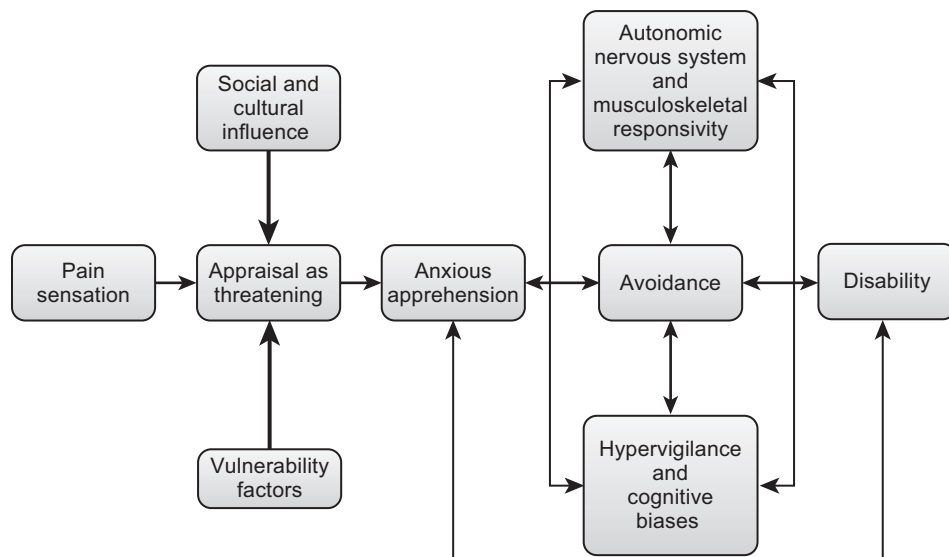 Social and
cultural
influence
Autonomic
nervous system
and
musculoskeletal
responsivity
Pain
sensation
Appraisal as
threatening
Anxious
apprehension
Avoidance
Disability
Vulnerability
factors
Hypervigilance
and
cognitive
biases